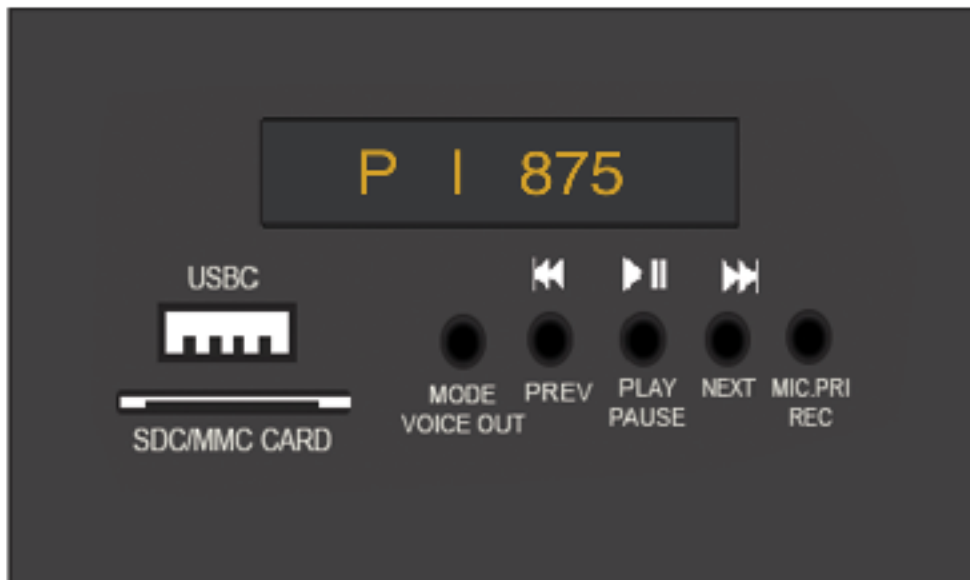 P I 875
USBC
SDC/MMC CARD
MODE
VOICE OUT
PREV
PLAY
PAUSE
NEXT
MIC.PRI
REC